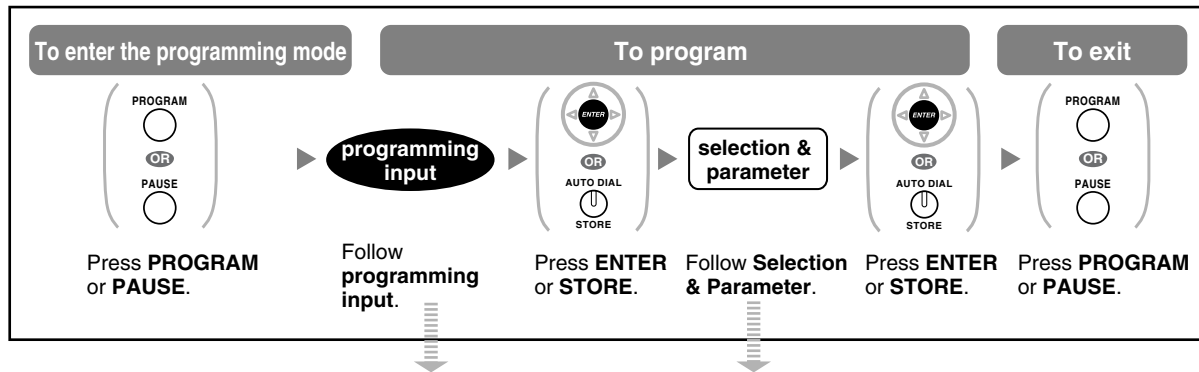 To enter the programming mode
To program
To exit
PROGRAM
OR
PAUSE
Press PROGRAM
or PAUSE.
programming
input
Follow
programming
input.
ENTER
OR
AUTO DIAL
STORE
Press ENTER
or STORE.
selection &
parameter
Follow Selection
& Parameter.
ENTER
OR
AUTO DIAL
STORE
Press ENTER
or STORE.
PROGRAM
OR
PAUSE
Press PROGRAM
or PAUSE.